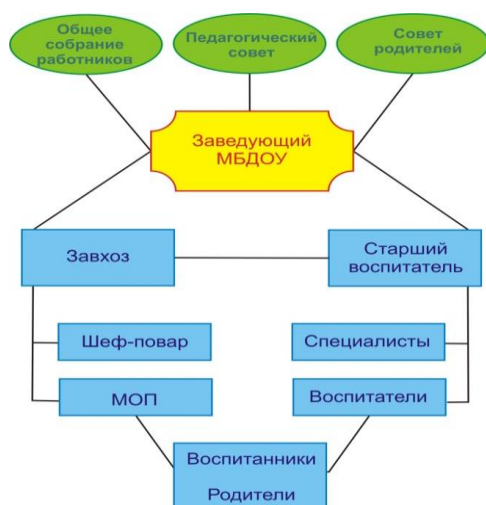 Общее
собрание
работников
Педагогический
совет
Совет
родителей
Заведующий
МБДОУ
Завхоз
Старший
воспитатель
Шеф-повар
Специалисты
МОП
Воспитатели
Воспитанники
Родители